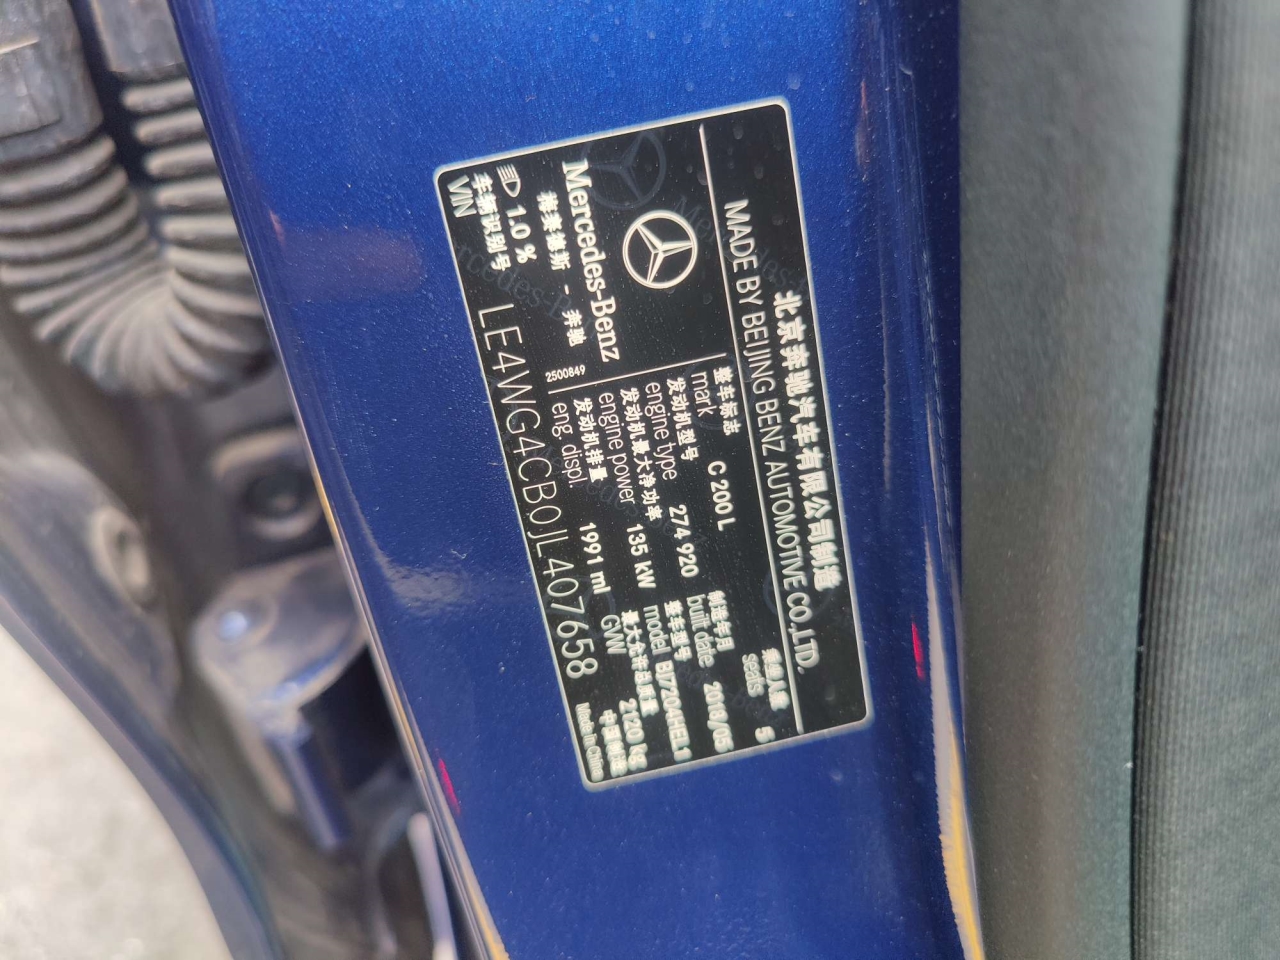 北京奔驰汽车有限公司制造
MADE BY BEIJING BENZ AUTOMOTIVE CO.,LTD.
Mercedes-Benz
梅赛德斯 - 奔驰
2500849
乘坐人数 5
seats
整车标志 C 200 L
mark
制造年月 2018/05
built date
发动机型号 274 920
engine type
整车型号 BJ7204HEL
model
发动机最大净功率 135 kW
engine power
最大允许总质量 2120 kg
GVW
发动机排量 1991 ml
eng. displ.
中国制造
Made in China
1.0 %
车辆识别号 LE4WG4CB0JL407658
VIN